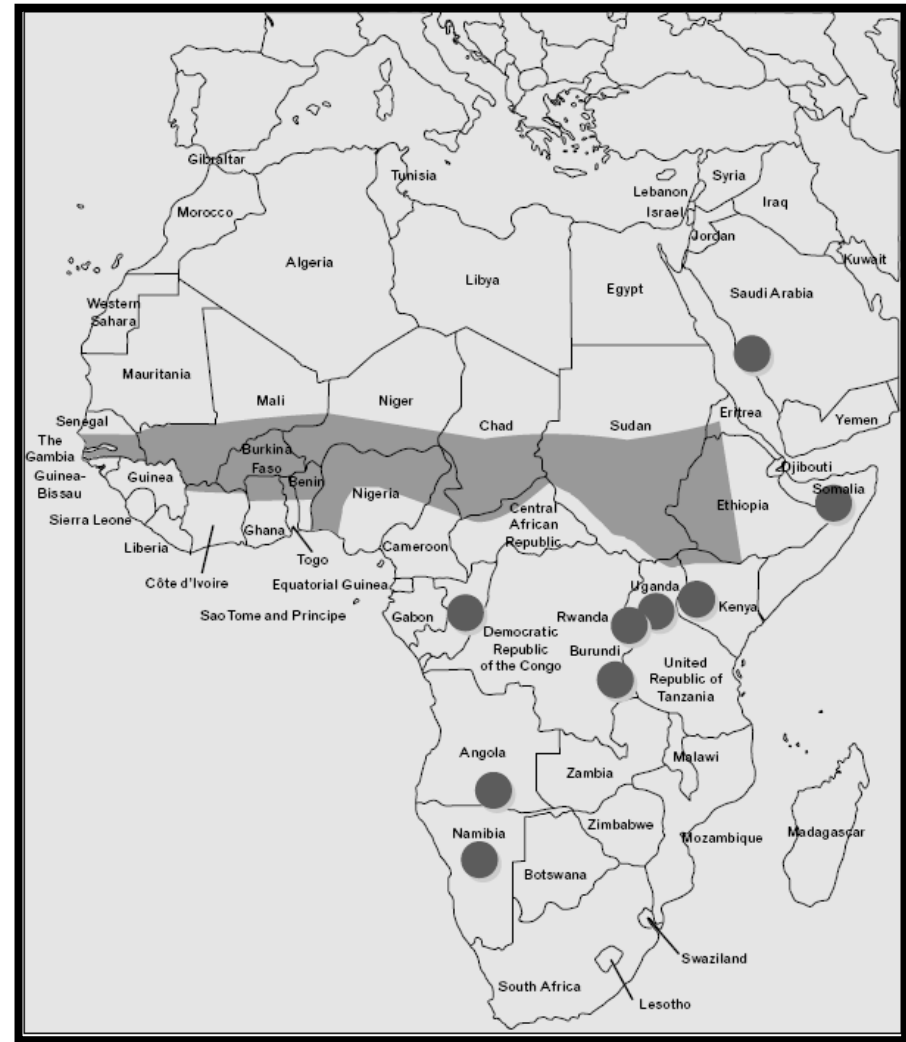 Gibraltar
Tunisia
Syria
Lebanon
Iraq
Israel
Morocco
Jordan
Kuwait
Algeria
Libya
Egypt
Saudi Arabia
Western
Sahara
Mauritania
Mali
Niger
Chad
Sudan
Eritrea
Yemen
Senegal
The
Gambia
Burkina
Faso
Djibouti
Guinea-
Bissau
Guinea
Benin
Nigeria
Somalia
Ethiopia
Central
African
Republic
Sierra Leone
Ghana
Liberia
Togo
Cameroon
Côte d'Ivoire
Equatorial Guinea
Uganda
Kenya
Sao Tome and Principe
Gabon
Rwanda
Democratic
Republic
of the Congo
Burundi
United
Republic of
Tanzania
Angola
Zambia
Malawi
Namibia
Zimbabwe
Mozambique
Madagascar
Botswana
Swaziland
South Africa
Lesotho